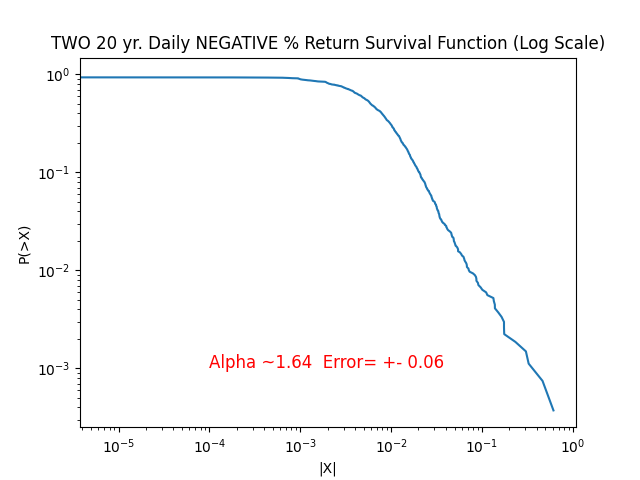 TWO 20 yr. Daily NEGATIVE % Return Survival Function (Log Scale)
P(>X)
10⁰
10⁻¹
10⁻²
10⁻³
Alpha ~1.64  Error= +- 0.06
10⁻⁵ 10⁻⁴ 10⁻³ 10⁻² 10⁻¹ 10⁰
|X|